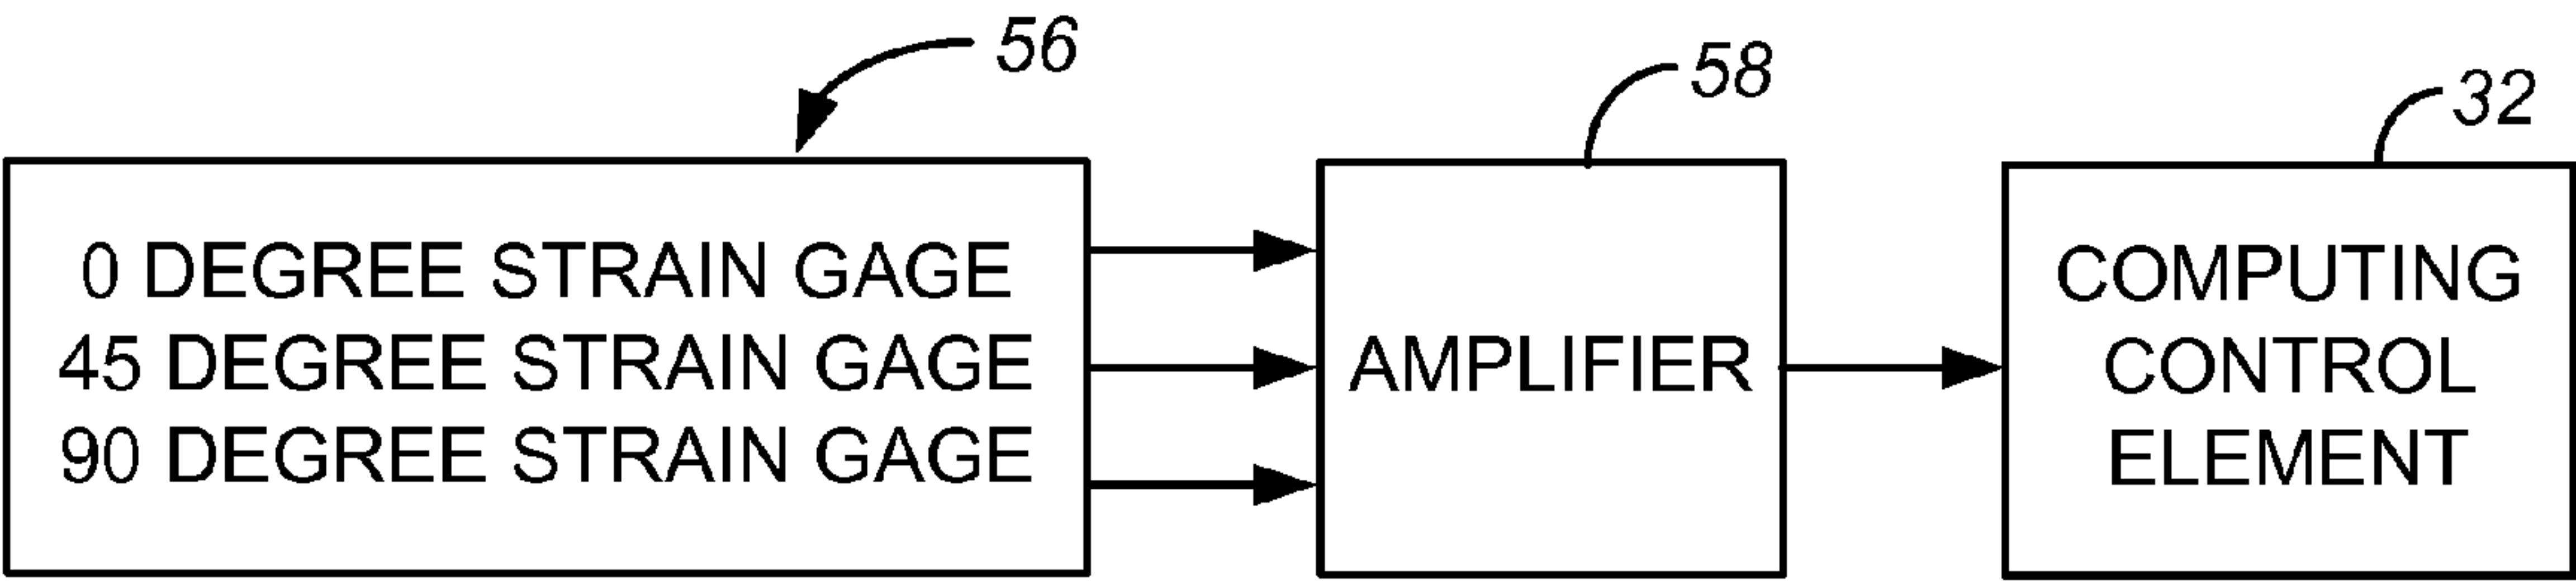 56
58
32
0 DEGREE STRAIN GAGE
45 DEGREE STRAIN GAGE
90 DEGREE STRAIN GAGE
AMPLIFIER
COMPUTING
CONTROL
ELEMENT